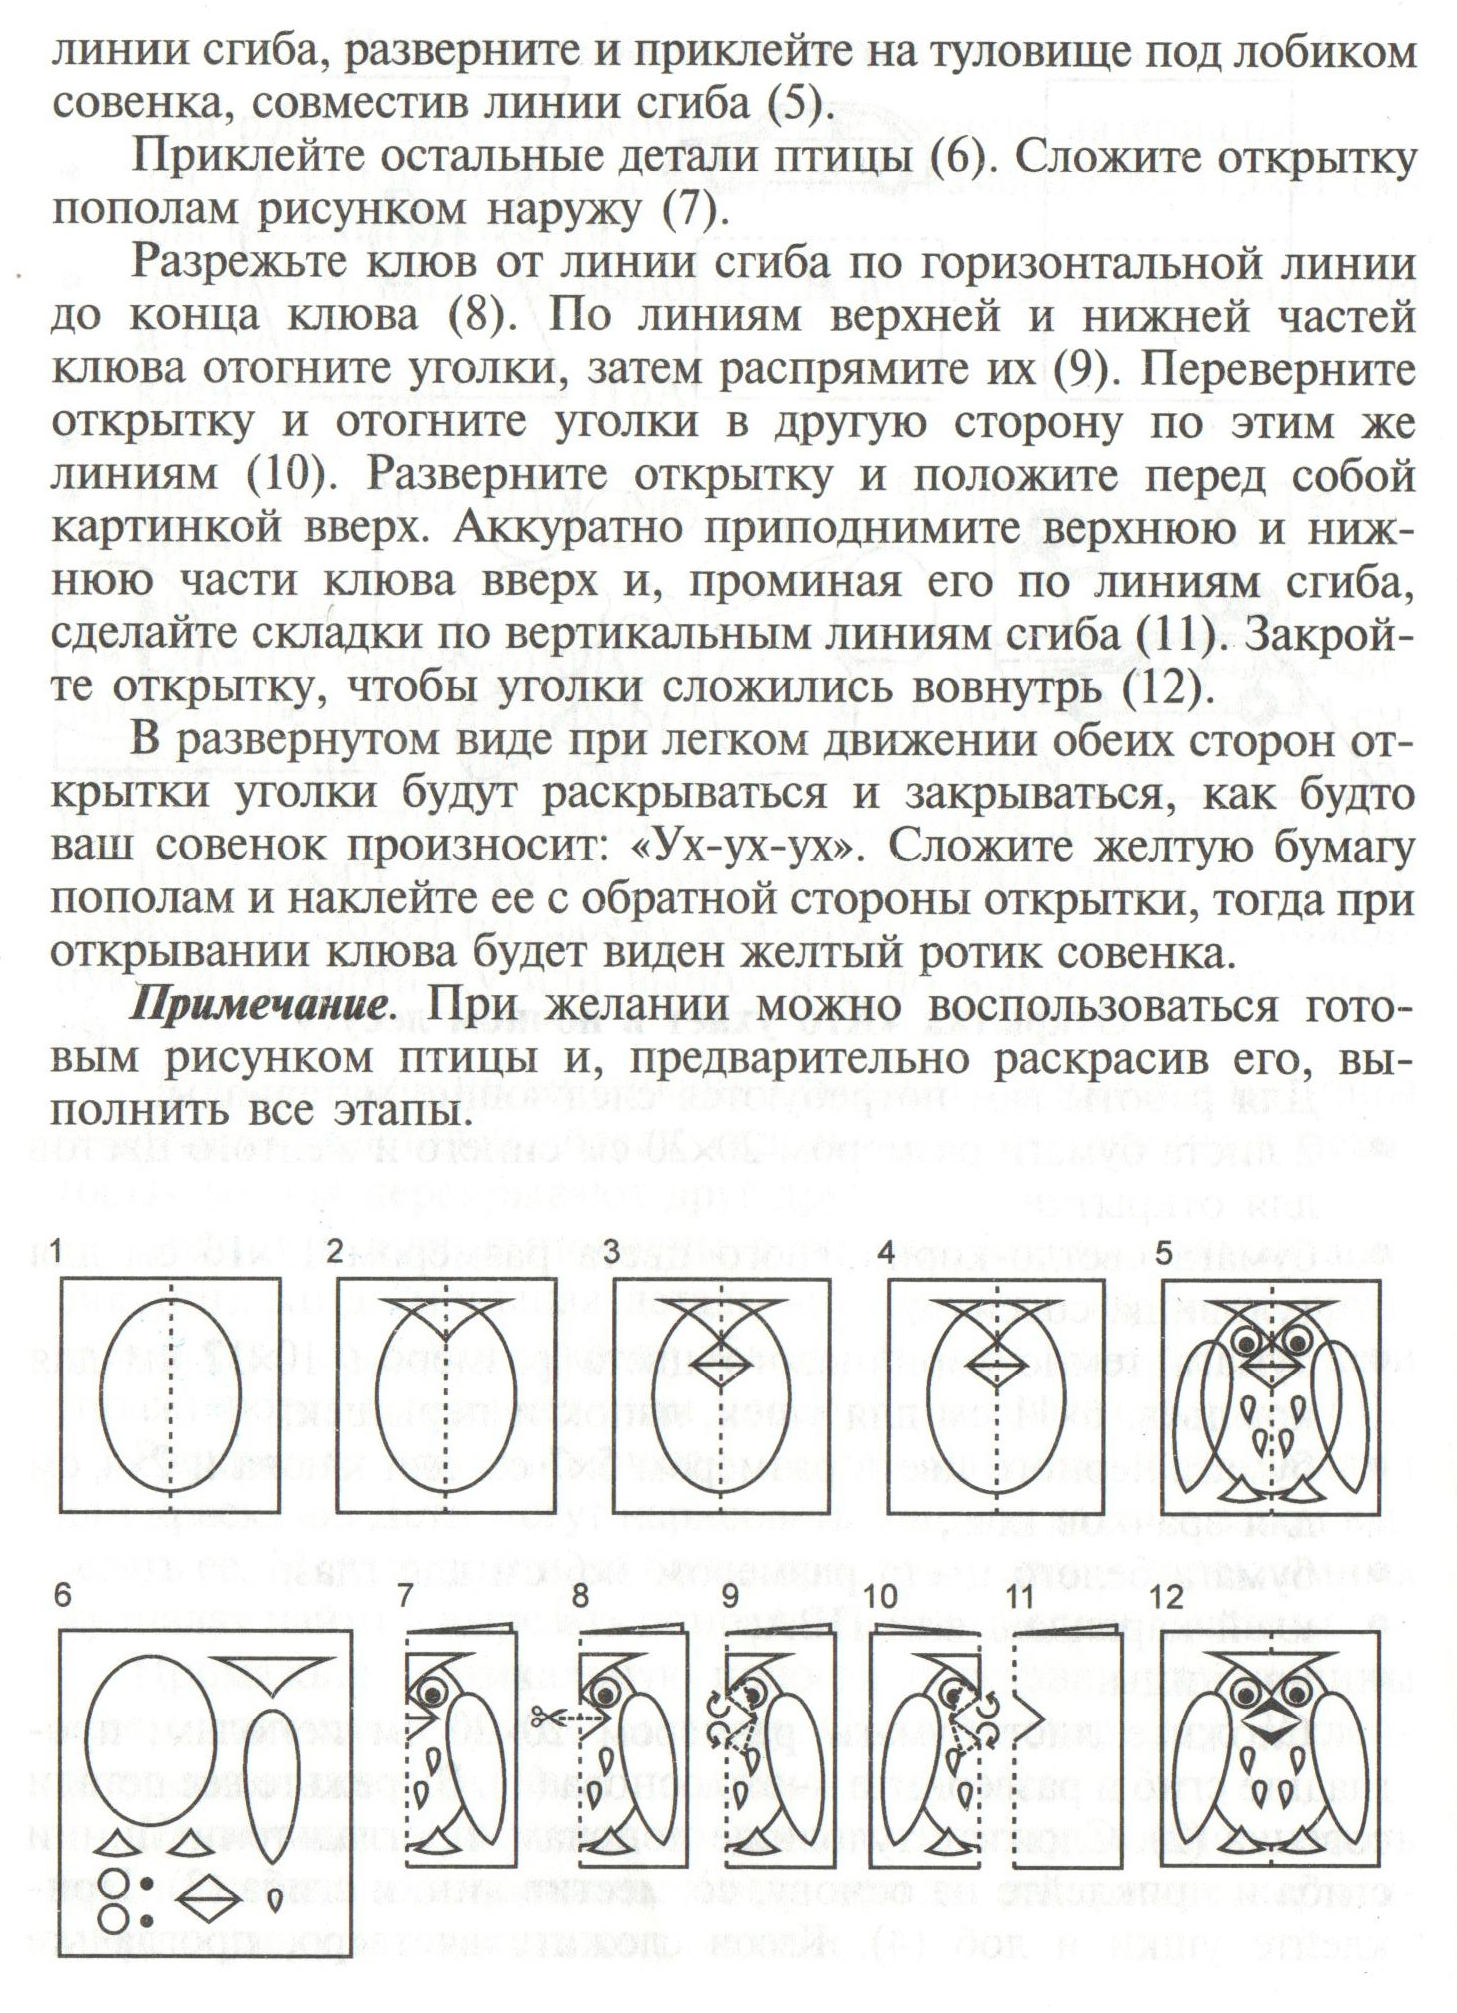 линии сгиба, разверните и приклейте на туловище под лобиком
совенка, совместив линии сгиба (5).
Приклейте остальные детали птицы (6). Сложите открытку
пополам рисунком наружу (7).
Разрежьте клюв от линии сгиба по горизонтальной линии
до конца клюва (8). По линиям верхней и нижней частей
клюва отогните уголки, затем распрямите их (9). Переверните
открытку и отогните уголки в другую сторону по этим же
линиям (10). Разверните открытку и положите перед собой
картинкой вверх. Аккуратно приподнимите верхнюю и ниж-
нюю части клюва вверх и, проминая его по линиям сгиба,
сделайте складки по вертикальным линиям сгиба (11). Закрой-
те открытку, чтобы уголки сложились вовнутрь (12).
В развернутом виде при легком движении обеих сторон от-
крытки уголки будут раскрываться и закрываться, как будто
ваш совенок произносит: «Ух-ух-ух». Сложите желтую бумагу
пополам и наклейте ее с обратной стороны открытки, тогда при
открывании клюва будет виден желтый ротик совенка.
Примечание. При желании можно воспользоваться гото-
вым рисунком птицы и, предварительно раскрасив его, вы-
полнить все этапы.
1 2 3 4 5
6 7 8 9 10 11 12